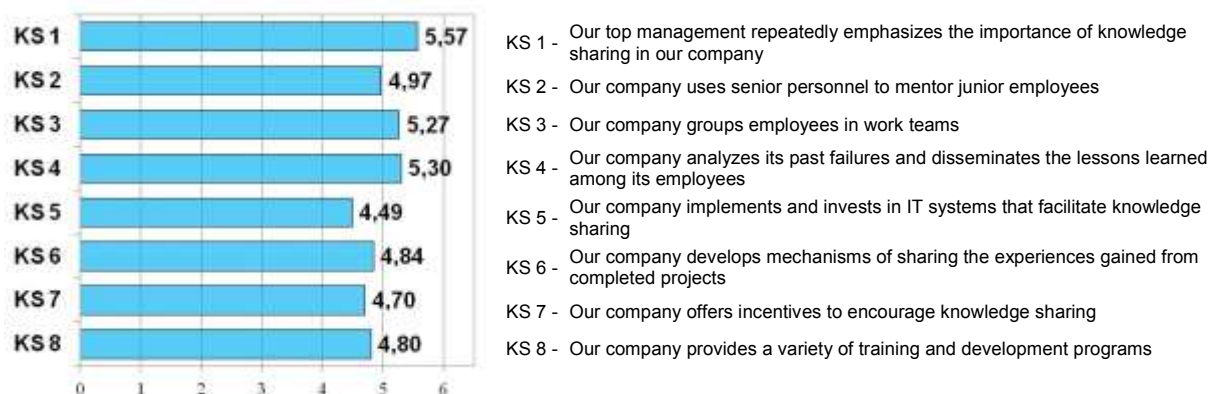 KS 1
5,57
KS 2
4,97
KS 3
5,27
KS 4
5,30
KS 5
4,49
KS 6
4,84
KS 7
4,70
KS 8
4,80
0 1 2 3 4 5 6
KS 1 - Our top management repeatedly emphasizes the importance of knowledge
sharing in our company
KS 2 - Our company uses senior personnel to mentor junior employees
KS 3 - Our company groups employees in work teams
KS 4 - Our company analyzes its past failures and disseminates the lessons learned
among its employees
KS 5 - Our company implements and invests in IT systems that facilitate knowledge
sharing
KS 6 - Our company develops mechanisms of sharing the experiences gained from
completed projects
KS 7 - Our company offers incentives to encourage knowledge sharing
KS 8 - Our company provides a variety of training and development programs